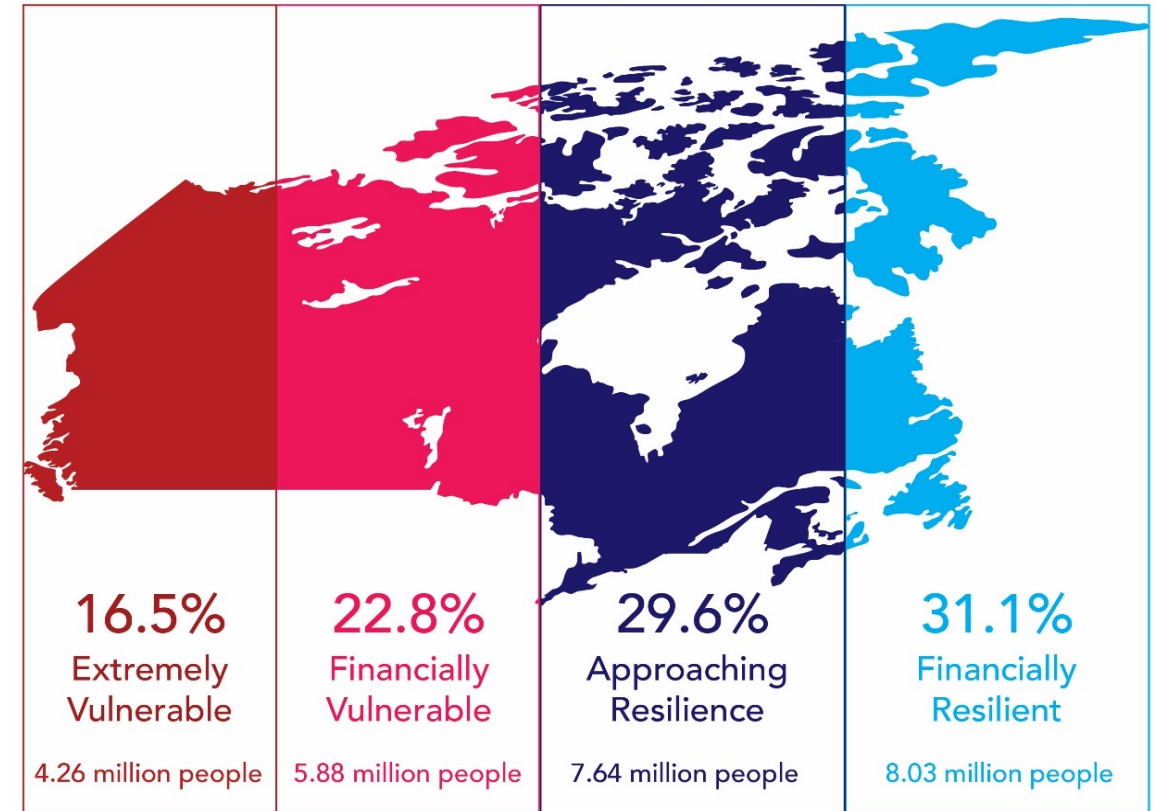 16.5%
Extremely
Vulnerable
4.26 million people
22.8%
Financially
Vulnerable
5.88 million people
29.6%
Approaching
Resilience
7.64 million people
31.1%
Financially
Resilient
8.03 million people